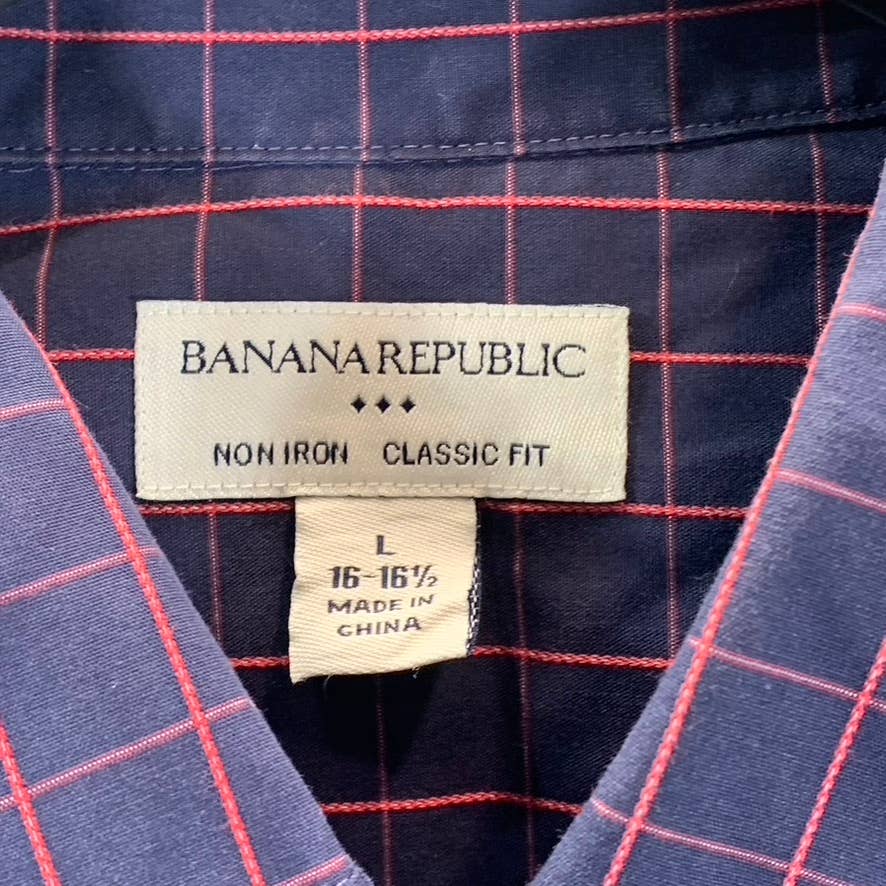 BANANA REPUBLIC
NON IRON CLASSIC FIT
L
16-16½
MADE IN
CHINA